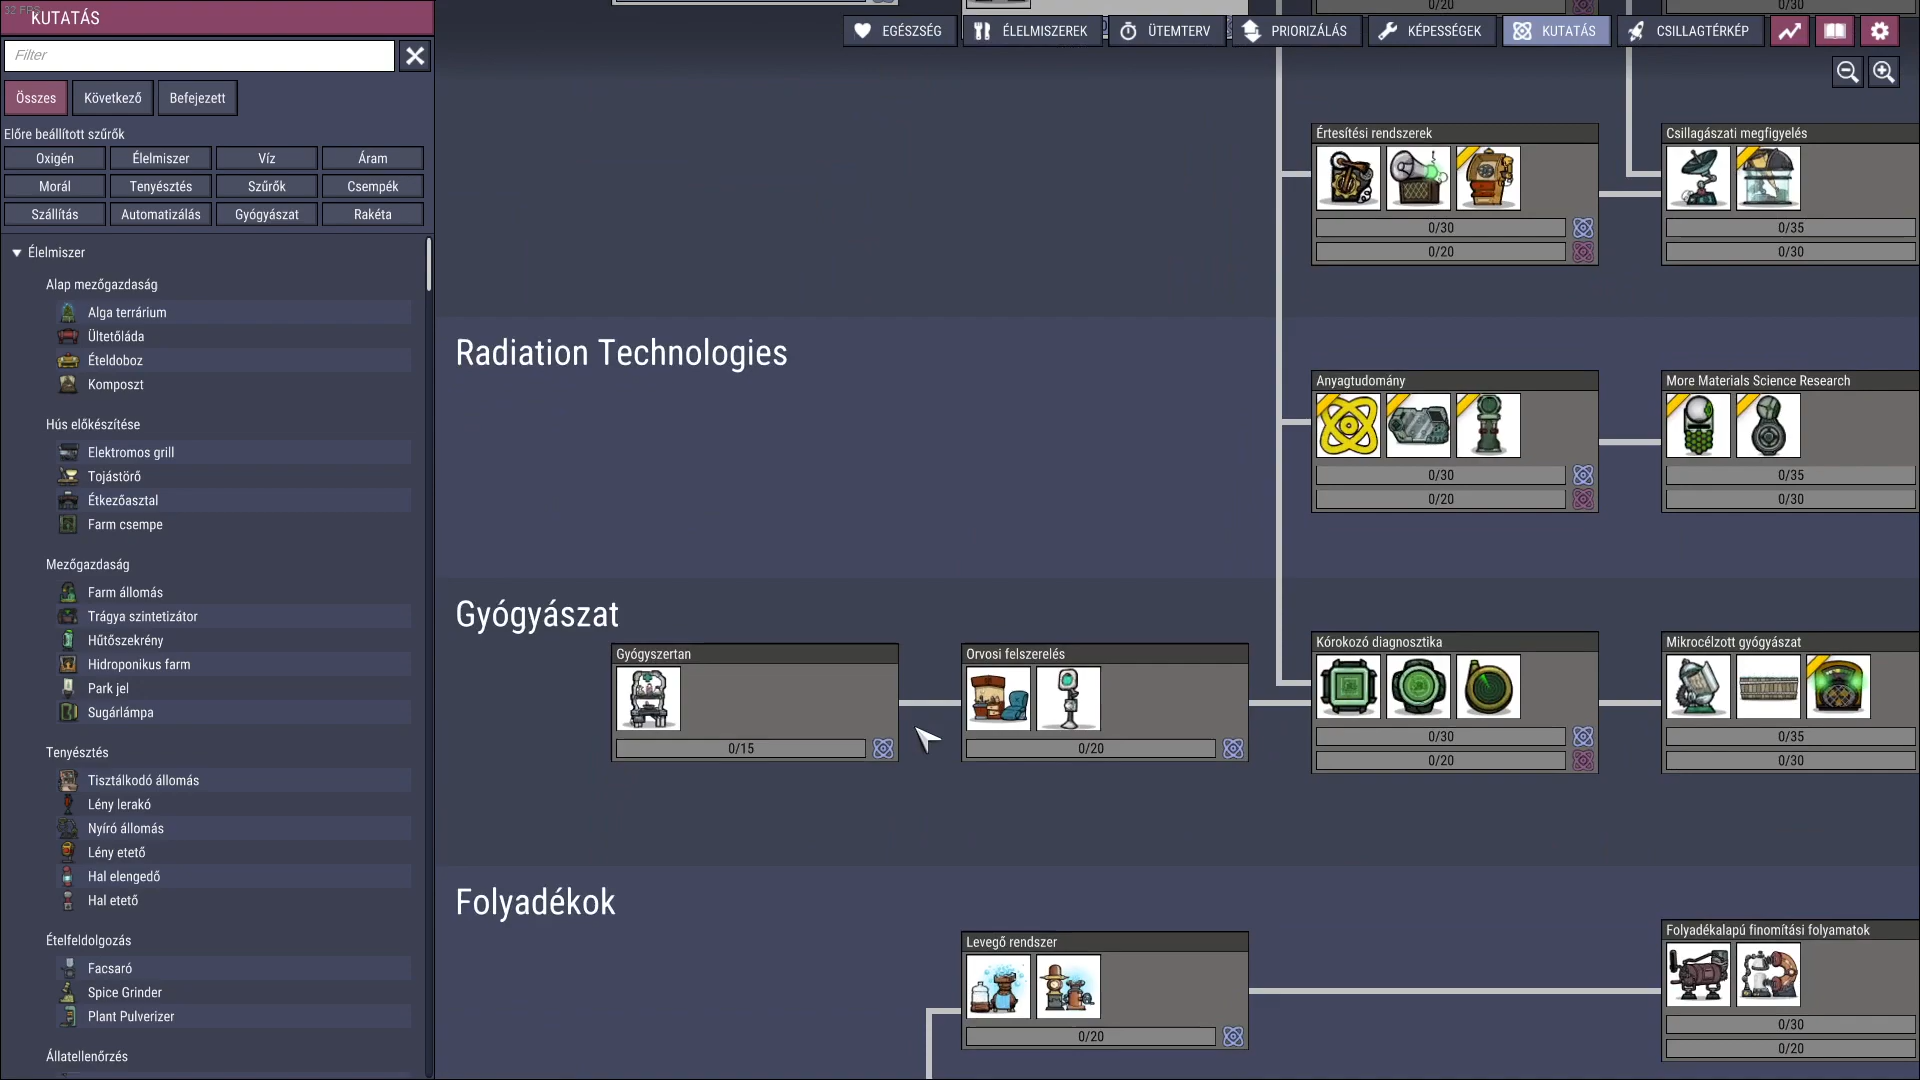 32 FPS
KUTATÁS
Filter
Összes
Következő
Befejezett
Előre beállított szűrők
Oxigén
Élelmiszer
Víz
Áram
Morál
Tenyésztés
Szűrők
Csempék
Szállítás
Automatizálás
Gyógyászat
Rakéta
Élelmiszer
Alap mezőgazdaság
Alga terrárium
Ültetőláda
Ételdoboz
Komposzt
Hús előkészítése
Elektromos grill
Tojástörő
Étkezőasztal
Farm csempe
Mezőgazdaság
Farm állomás
Trágya szintetizátor
Hűtőszekrény
Hidroponikus farm
Park jel
Sugárlámpa
Tenyésztés
Tisztálkodó állomás
Lény lerakó
Nyíró állomás
Lény etető
Hal elengedő
Hal etető
Ételfeldolgozás
Facsaró
Spice Grinder
Plant Pulverizer
Állatellenőrzés
EGÉSZSÉG
ÉLELMISZEREK
ÜTEMTERV
PRIORIZÁLÁS
KÉPESSÉGEK
KUTATÁS
CSILLAGTÉRKÉP
0/20
0/30
Értesítési rendszerek
0/30
0/20
Csillagászati megfigyelés
0/35
0/30
Radiation Technologies
Anyagtudomány
0/30
0/20
More Materials Science Research
0/35
0/30
Gyógyászat
Gyógyszertan
0/15
Orvosi felszerelés
0/20
Kórokozó diagnosztika
0/30
0/20
Mikrocélzott gyógyászat
0/35
0/30
Folyadékok
Levegő rendszer
0/20
Folyadékalapú finomítási folyamatok
0/30
0/20